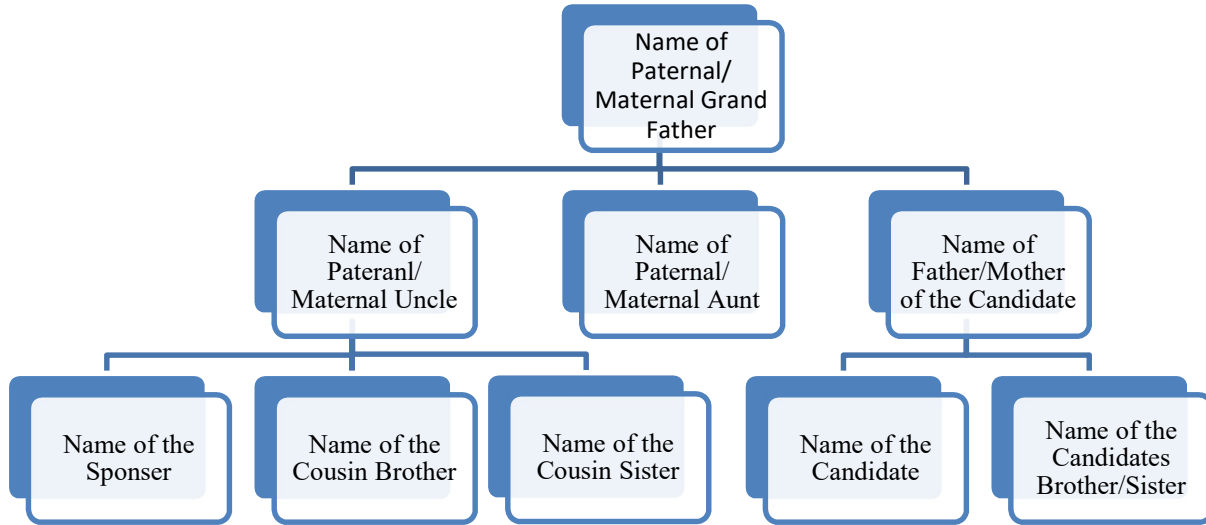 Name of
Paternal/
Maternal Grand
Father
Name of
Pateranl/
Maternal Uncle
Name of
Paternal/
Maternal Aunt
Name of
Father/Mother
of the Candidate
Name of the
Sponser
Name of the
Cousin Brother
Name of the
Cousin Sister
Name of the
Candidate
Name of the
Candidates
Brother/Sister